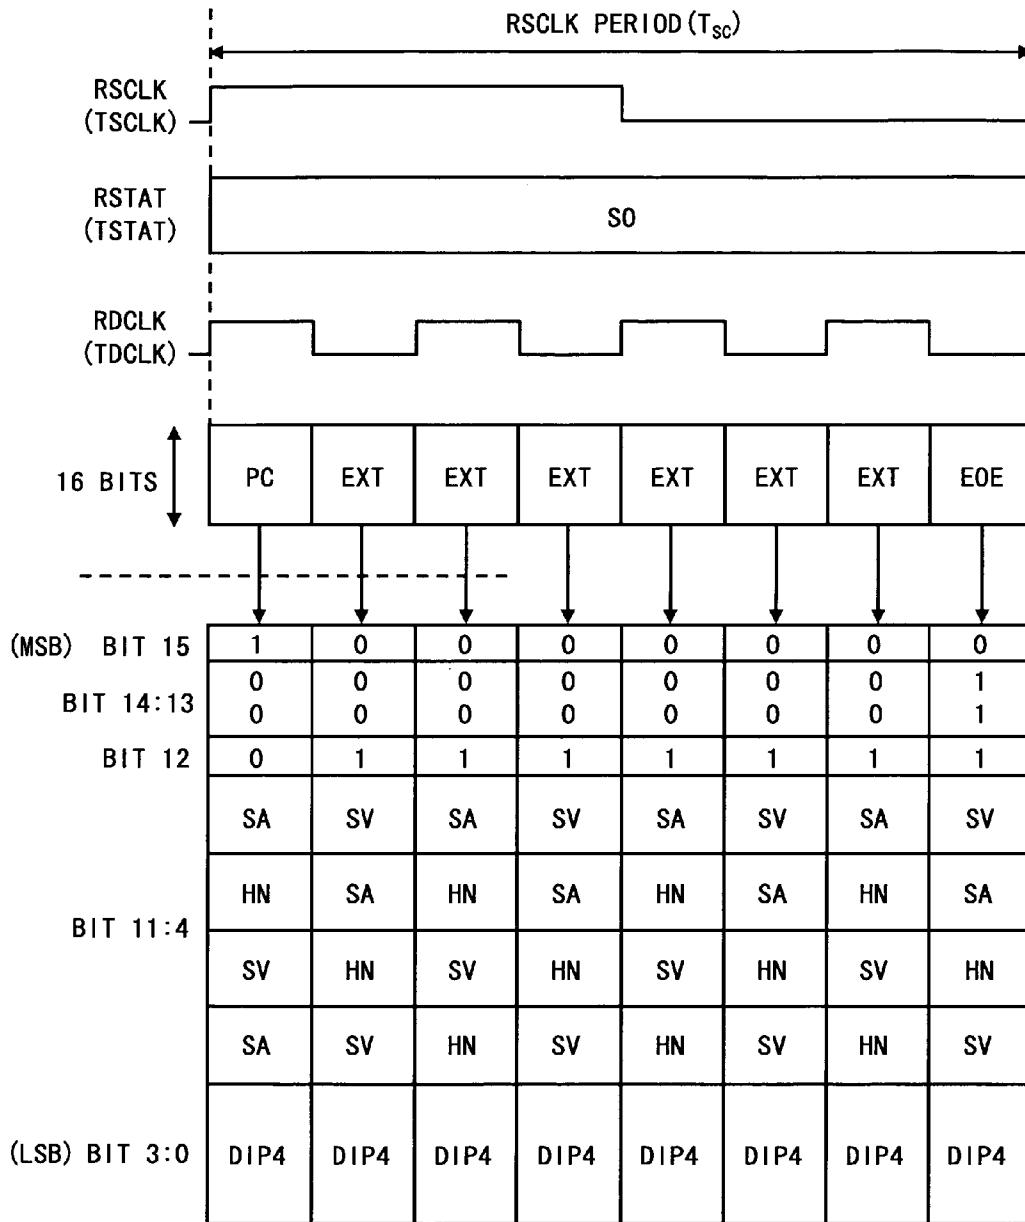 RSCLK PERIOD(TSC)
RSCLK
(TSCLK)
RSTAT
(TSTAT)
SO
RDCLK
(TDCLK)
16 BITS
PC EXT EXT EXT EXT EXT EXT EOE
(MSB) BIT 15 1 0 0 0 0 0 0 0
BIT 14:13
0 0 0 0 0 0 0 1
0 0 0 0 0 0 0 1
BIT 12 0 1 1 1 1 1 1 1
BIT 11:4
SA SV SA SV SA SV SA SV
HN SA HN SA HN SA HN SA
SV HN SV HN SV HN SV HN
SA SV HN SV HN SV HN SV
(LSB) BIT 3:0 DIP4 DIP4 DIP4 DIP4 DIP4 DIP4 DIP4 DIP4